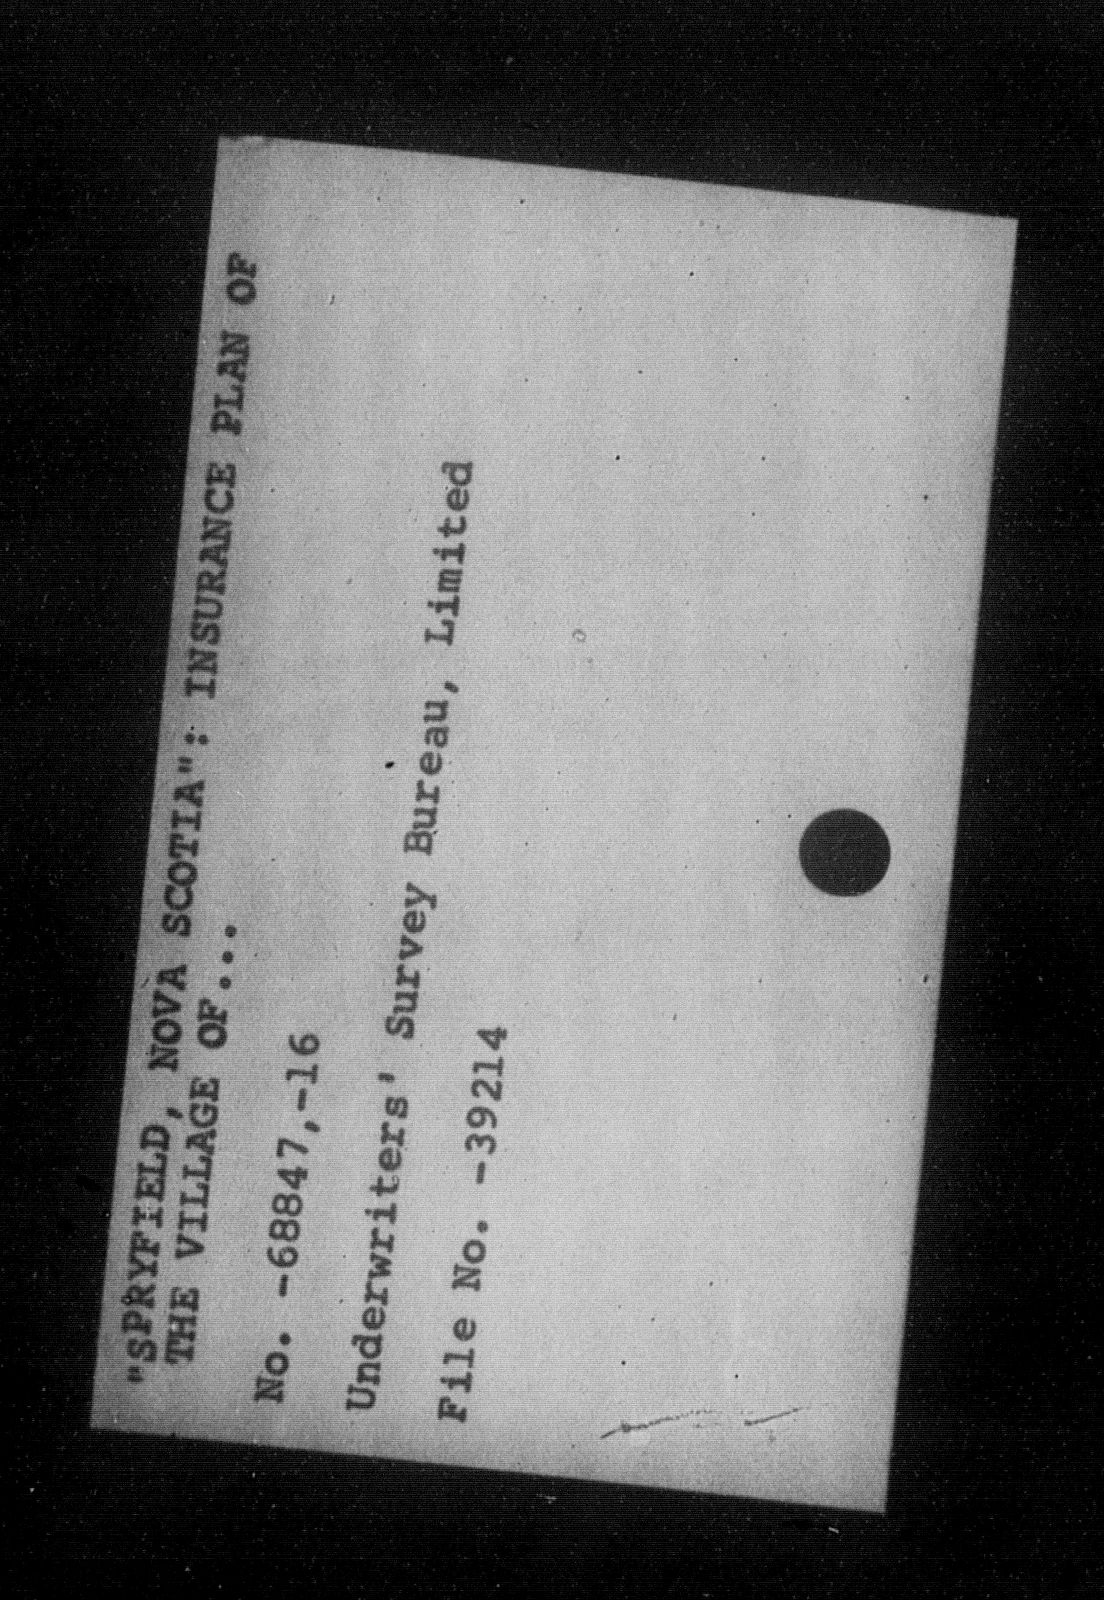 "SPRYFIELD, NOVA SCOTIA": INSURANCE PLAN OF
THE VILLAGE OF...
No. -68847,-16
Underwriters' Survey Bureau, Limited
File No. -39214